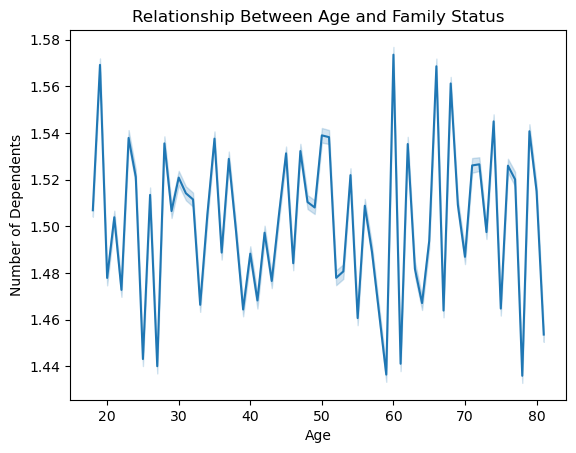 Relationship Between Age and Family Status
1.58
1.56
1.54
1.52
1.50
1.48
1.46
1.44
Number of Dependents
20 30 40 50 60 70 80
Age